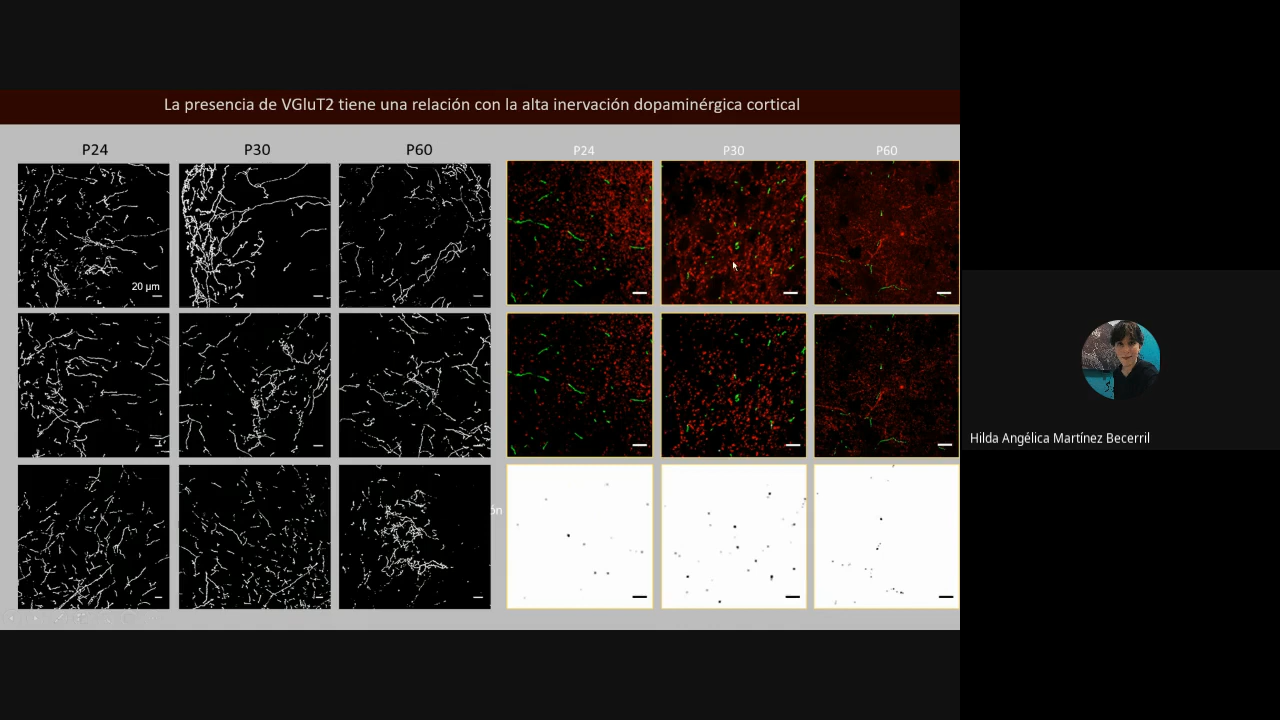 La presencia de VGluT2 tiene una relación con la alta inervación dopaminérgica cortical
P24 P30 P60 P24 P30 P60
20 µm
ón
Hilda Angélica Martínez Becerril